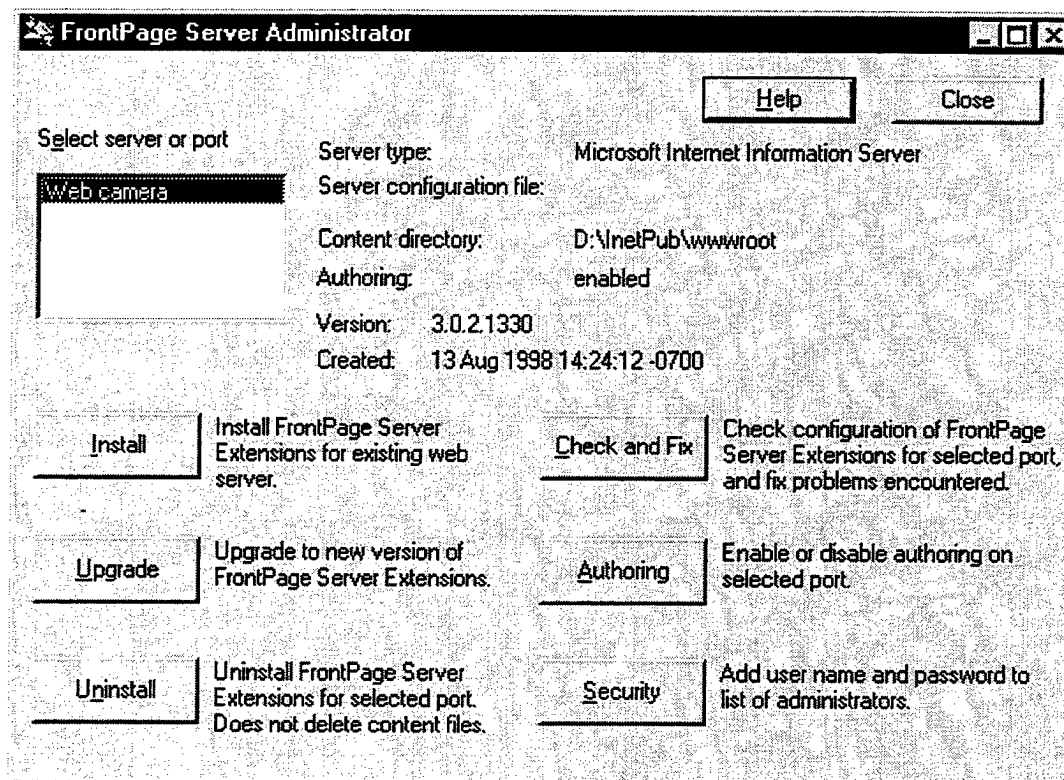 FrontPage Server Administrator
Help
Close
Select server or port
Web camera
Server type: Microsoft Internet Information Server
Server configuration file:
Content directory: D:\InetPub\wwwroot
Authoring: enabled
Version: 3.0.2.1330
Created: 13 Aug 1998 14:24:12 -0700
Install
Install FrontPage Server
Extensions for existing web
server.
Check and Fix
Check configuration of FrontPage
Server Extensions for selected port,
and fix problems encountered.
Upgrade
Upgrade to new version of
FrontPage Server Extensions.
Authoring
Enable or disable authoring on
selected port.
Uninstall
Uninstall FrontPage Server
Extensions for selected port.
Does not delete content files.
Security
Add user name and password to
list of administrators.